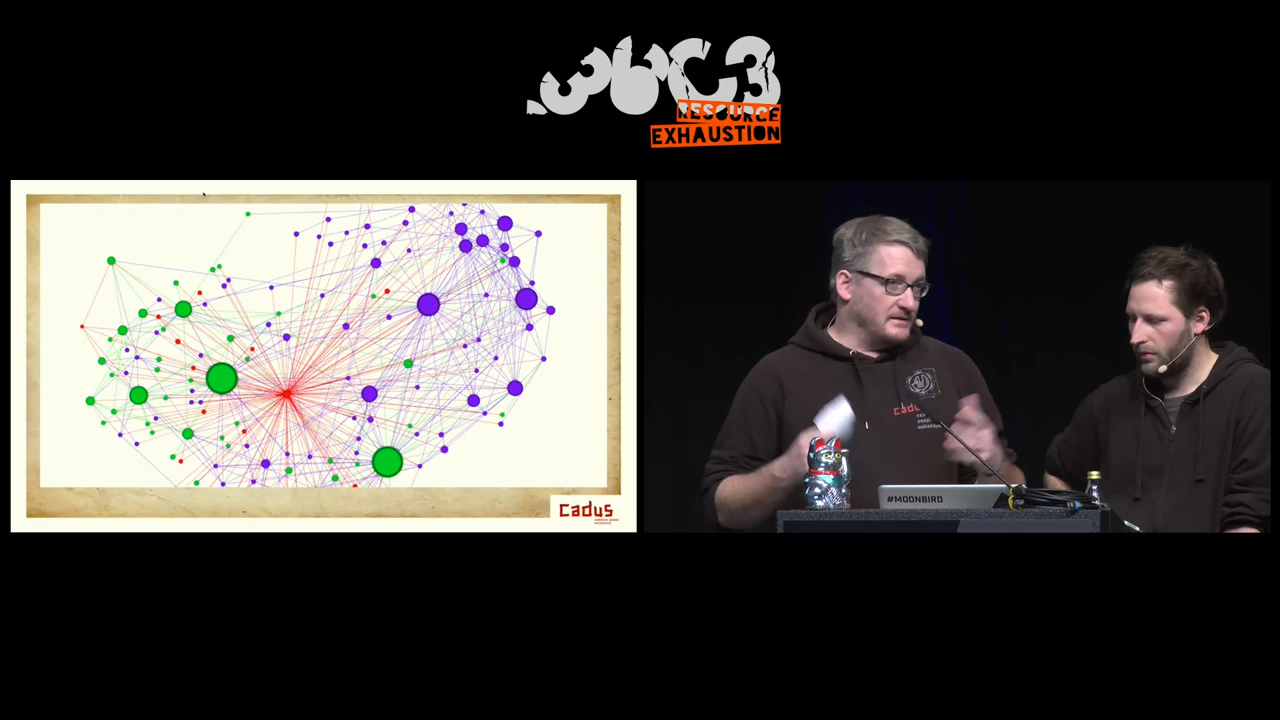 36C3
RESOURCE
EXHAUSTION
cadus
cadus
#MOONBIRD